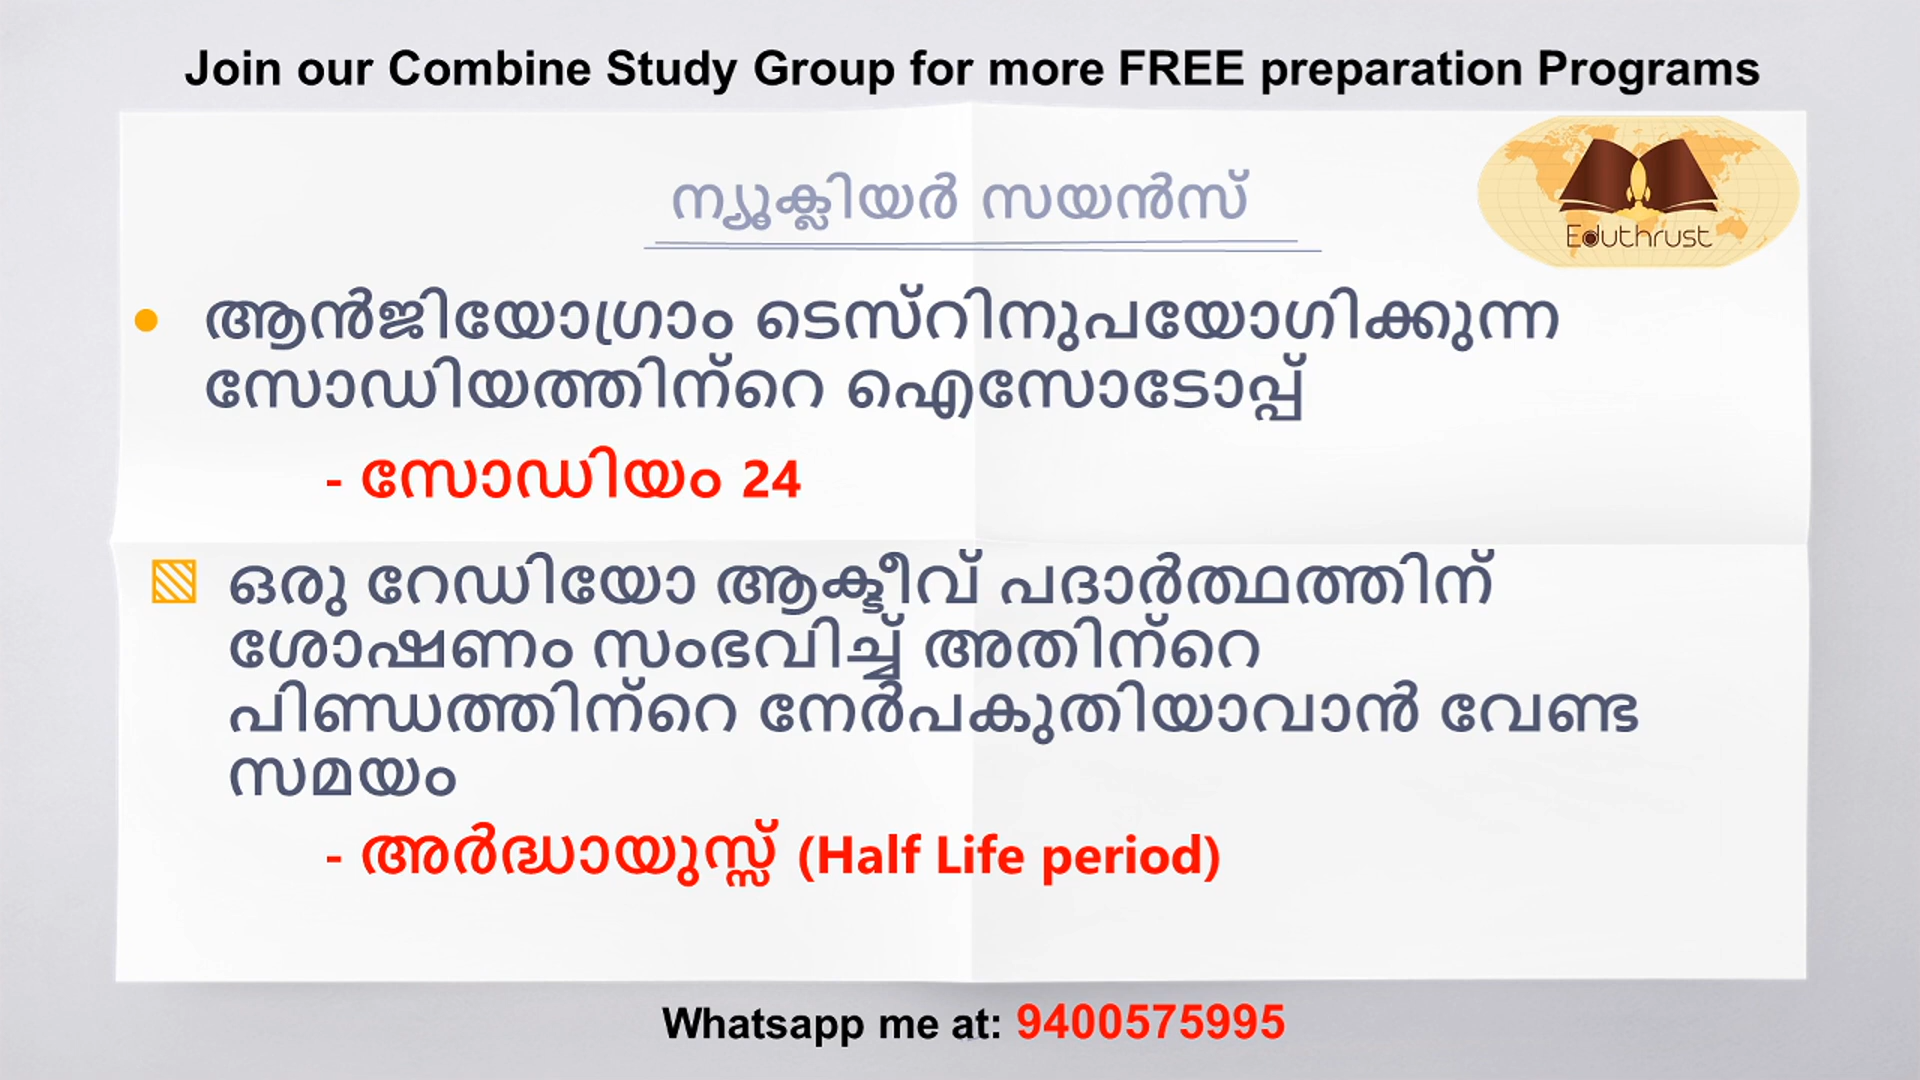 Join our Combine Study Group for more FREE preparation Programs
ന്യൂക്ലിയർ സയൻസ്
Eduthrust
ആൻജിയോഗ്രാം ടെസ്റിനുപയോഗിക്കുന്ന
സോഡിയത്തിന്റെ ഐസോടോപ്പ്
- സോഡിയം 24
ഒരു റേഡിയോ ആക്ടീവ് പദാർത്ഥത്തിന്
ശോഷണം സംഭവിച്ച് അതിന്റെ
പിണ്ഡത്തിന്റെ നേർപകുതിയാവാൻ വേണ്ട
സമയം
- അർദ്ധായുസ്സ് (Half Life period)
Whatsapp me at: 9400575995